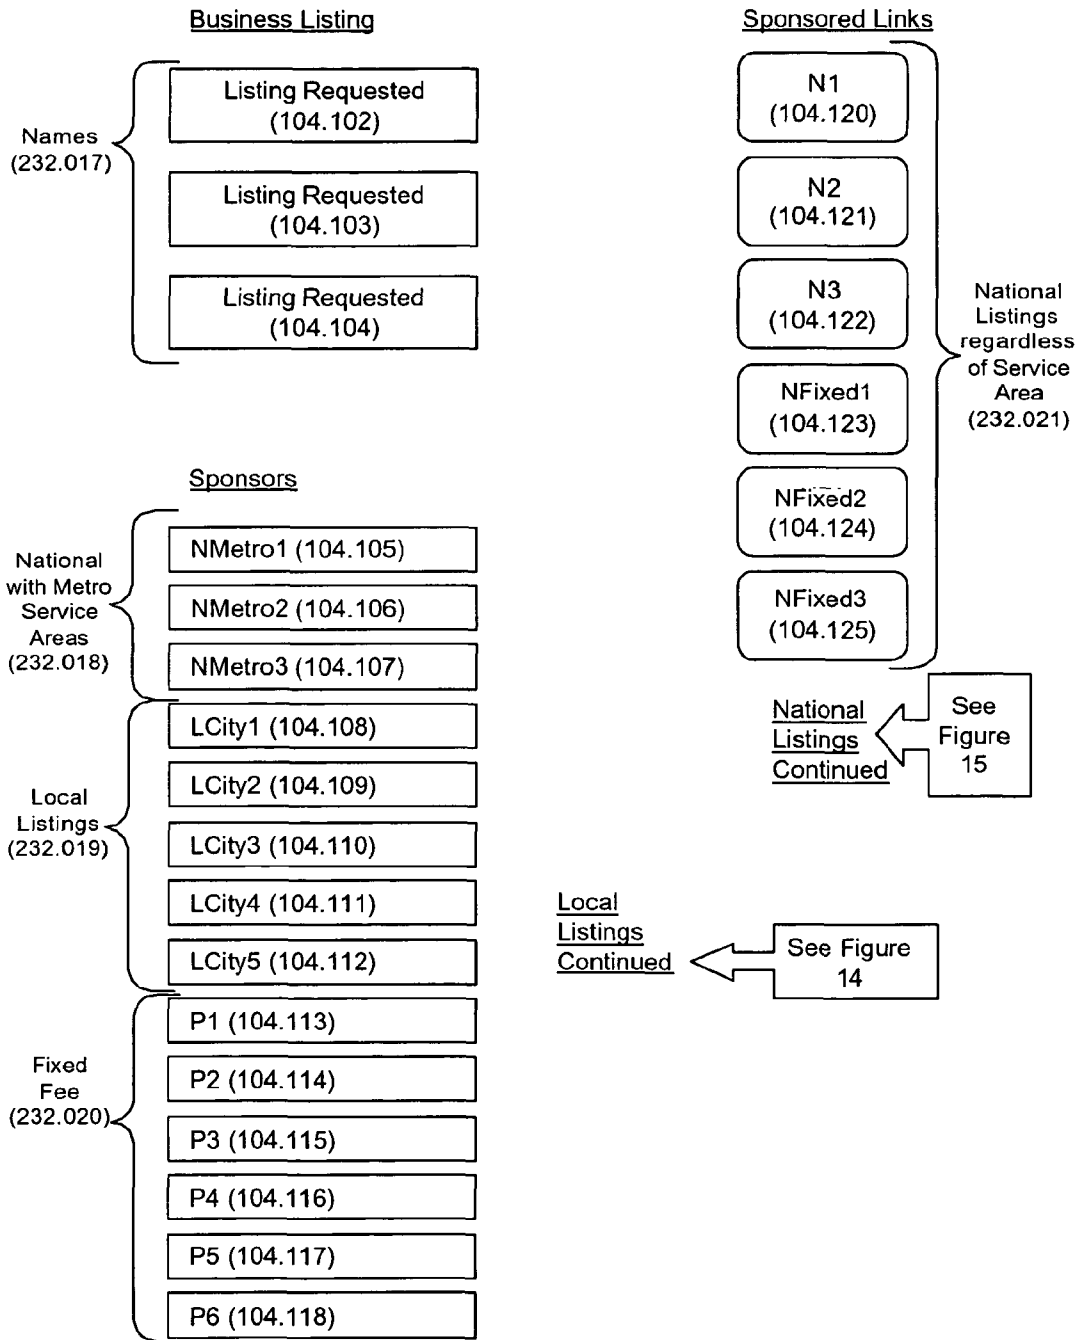 Business Listing
Names
(232.017)
Listing Requested
(104.102)
Listing Requested
(104.103)
Listing Requested
(104.104)
Sponsors
National
with Metro
Service
Areas
(232.018)
NMetro1 (104.105)
NMetro2 (104.106)
NMetro3 (104.107)
Local
Listings
(232.019)
LCity1 (104.108)
LCity2 (104.109)
LCity3 (104.110)
LCity4 (104.111)
LCity5 (104.112)
Fixed
Fee
(232.020)
P1 (104.113)
P2 (104.114)
P3 (104.115)
P4 (104.116)
P5 (104.117)
P6 (104.118)
Sponsored Links
N1
(104.120)
N2
(104.121)
N3
(104.122)
NFixed1
(104.123)
NFixed2
(104.124)
NFixed3
(104.125)
National
Listings
regardless
of Service
Area
(232.021)
National
Listings
Continued
See
Figure
15
Local
Listings
Continued
See Figure
14